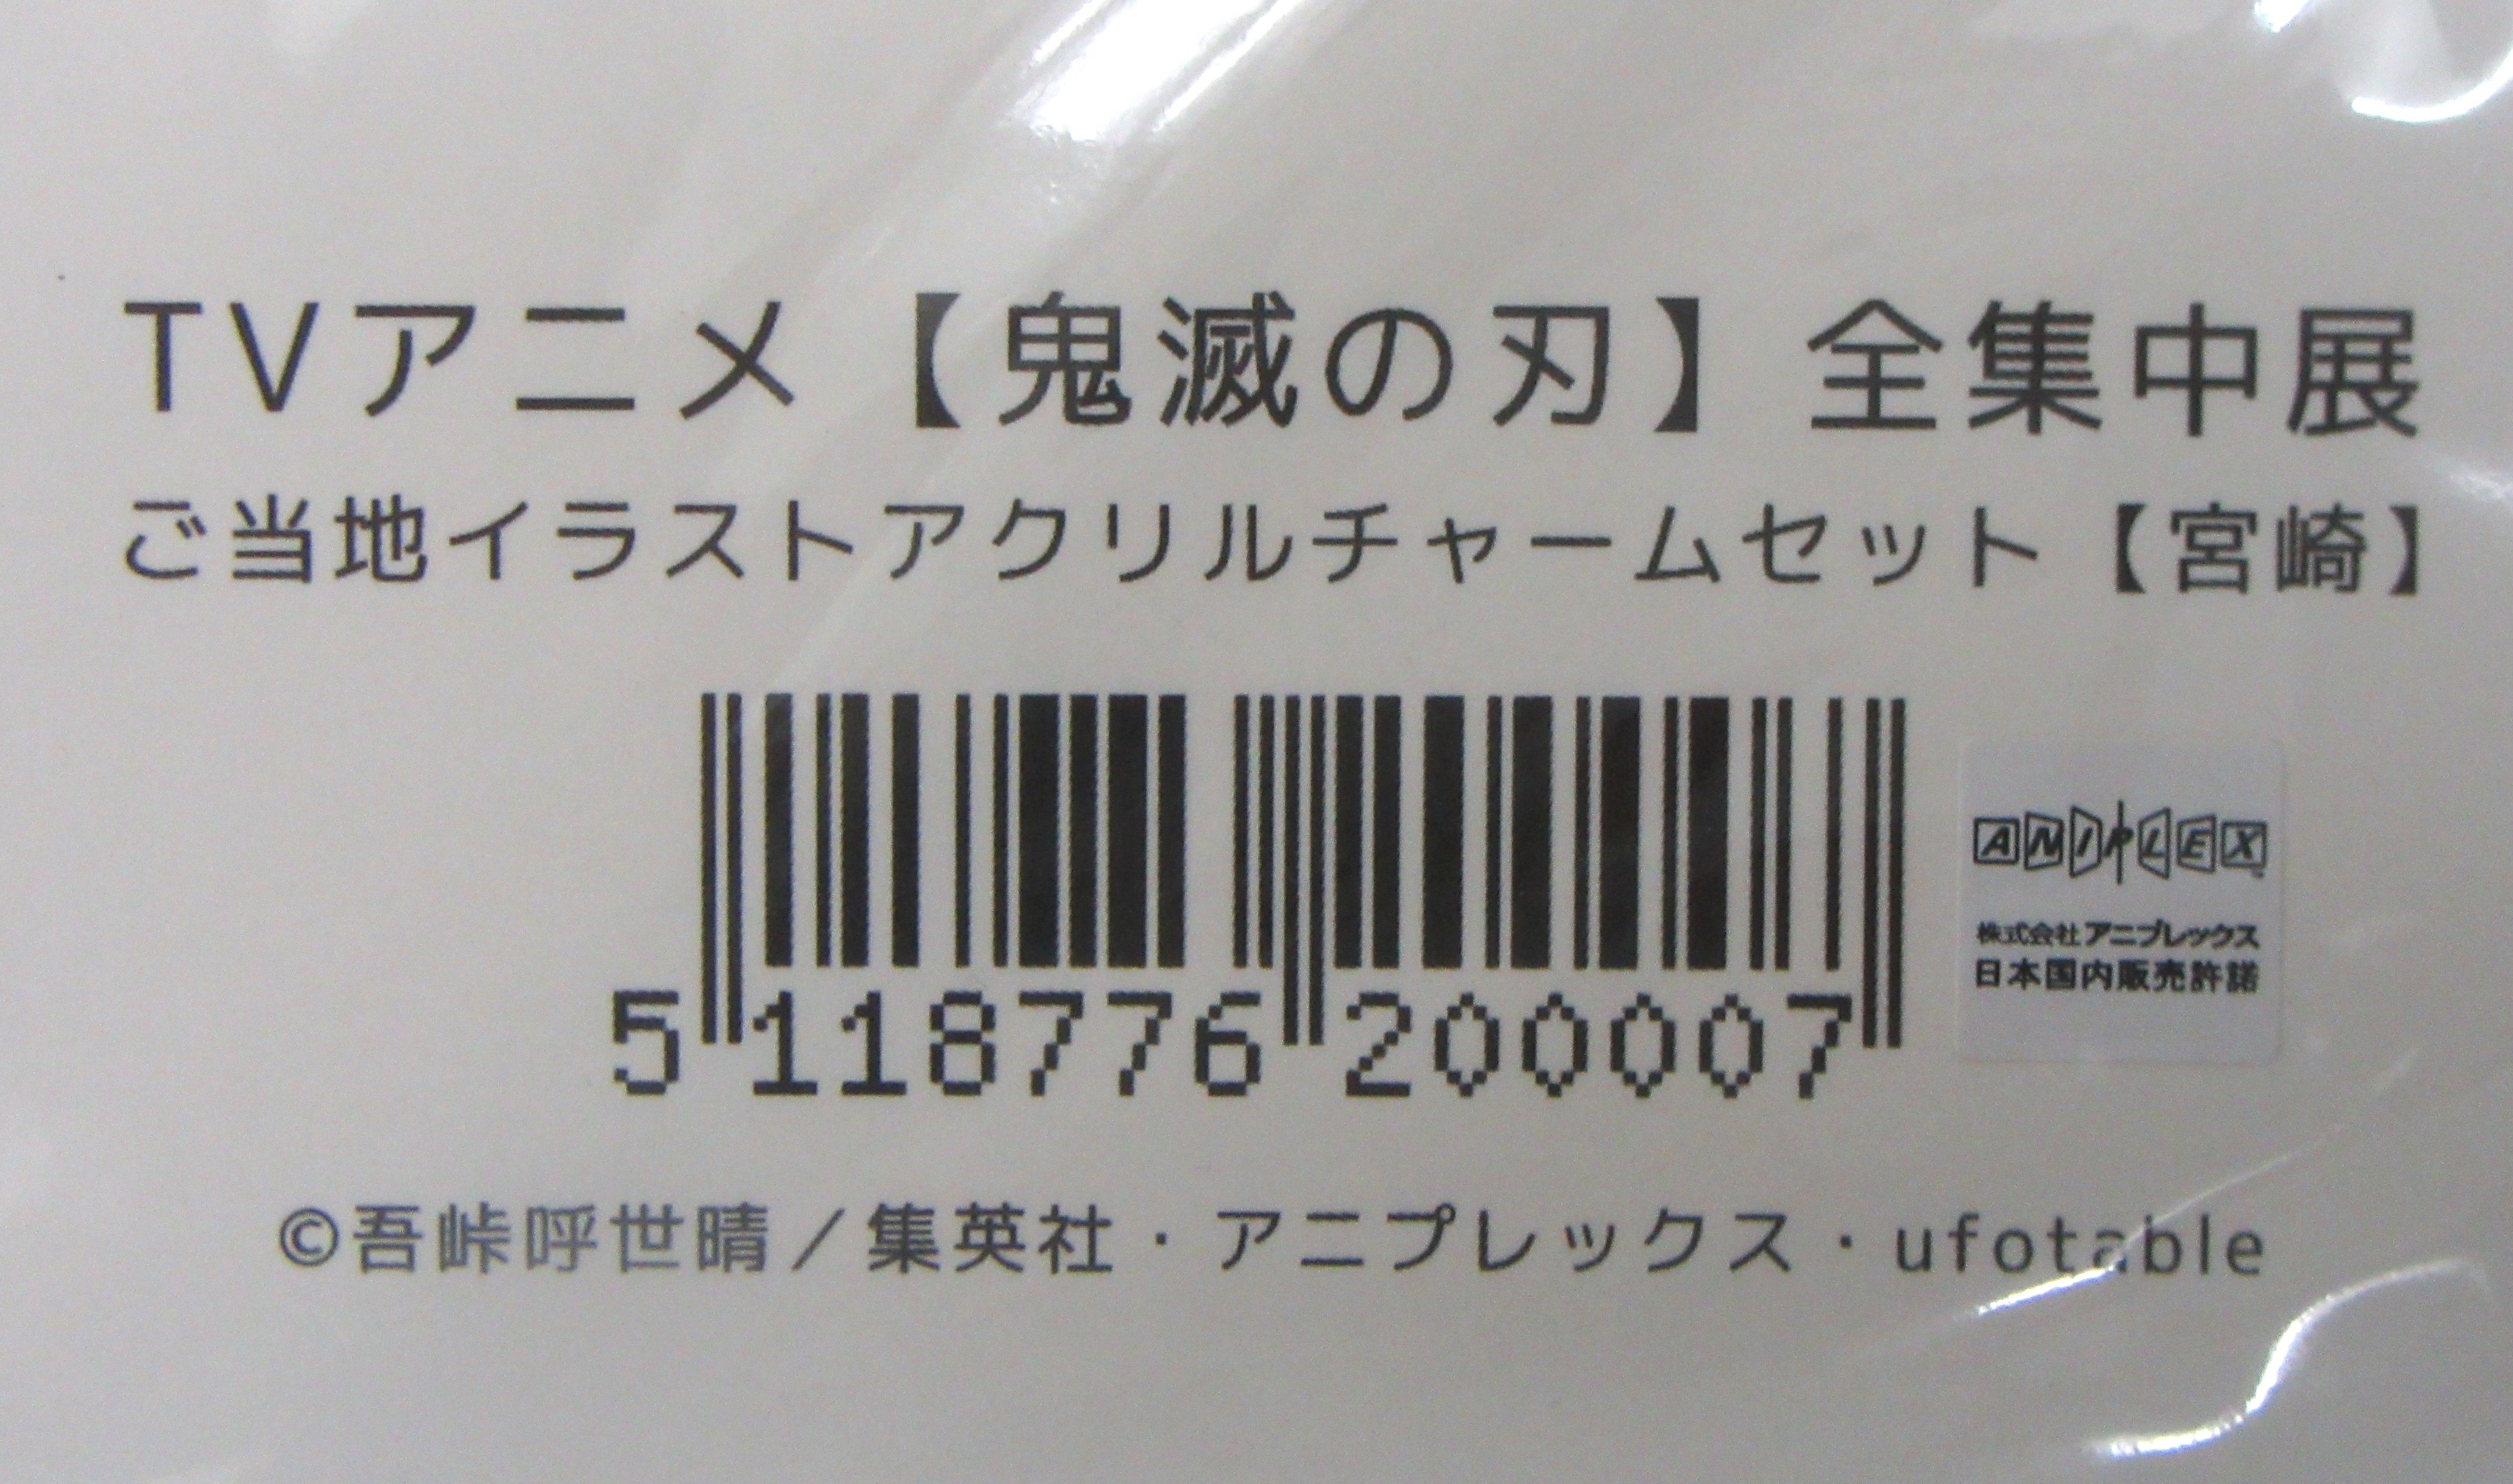 TVアニメ【鬼滅の刃】全集中展
ご当地イラストアクリルチャームセット【宮崎】
5118776200007
ANIPLEX
株式会社アニプレックス
日本国内販売許諾
©吾峠呼世晴／集英社・アニプレックス・ufotable